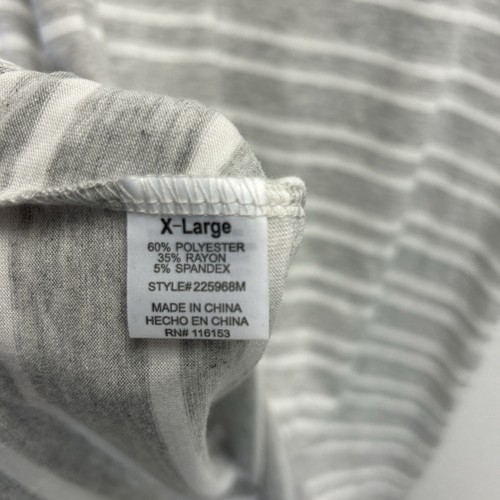 X-Large
60% POLYESTER
35% RAYON
5% SPANDEX
STYLE#225968M
MADE IN CHINA
HECHO EN CHINA
RN# 116153